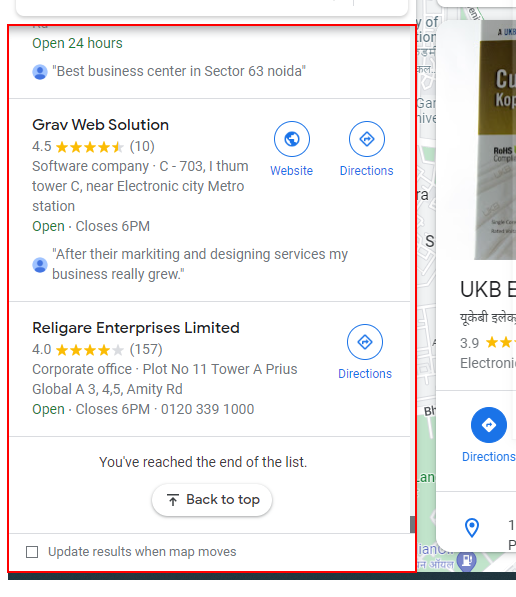 Open 24 hours
"Best business center in Sector 63 noida"
Grav Web Solution
4.5 (10)
Software company · C - 703, I thum
tower C, near Electronic city Metro
station
Open · Closes 6PM
Website
Directions
"After their markiting and designing services my
business really grew."
Religare Enterprises Limited
4.0 (157)
Corporate office · Plot No 11 Tower A Prius
Global A 3, 4,5, Amity Rd
Open · Closes 6PM · 0120 339 1000
Directions
You've reached the end of the list.
Back to top
Update results when map moves
A UKB
Cu
Kop
RoHS
UKB E
यूकेबी इलेक्
3.9
Electroni
Directions
1
P